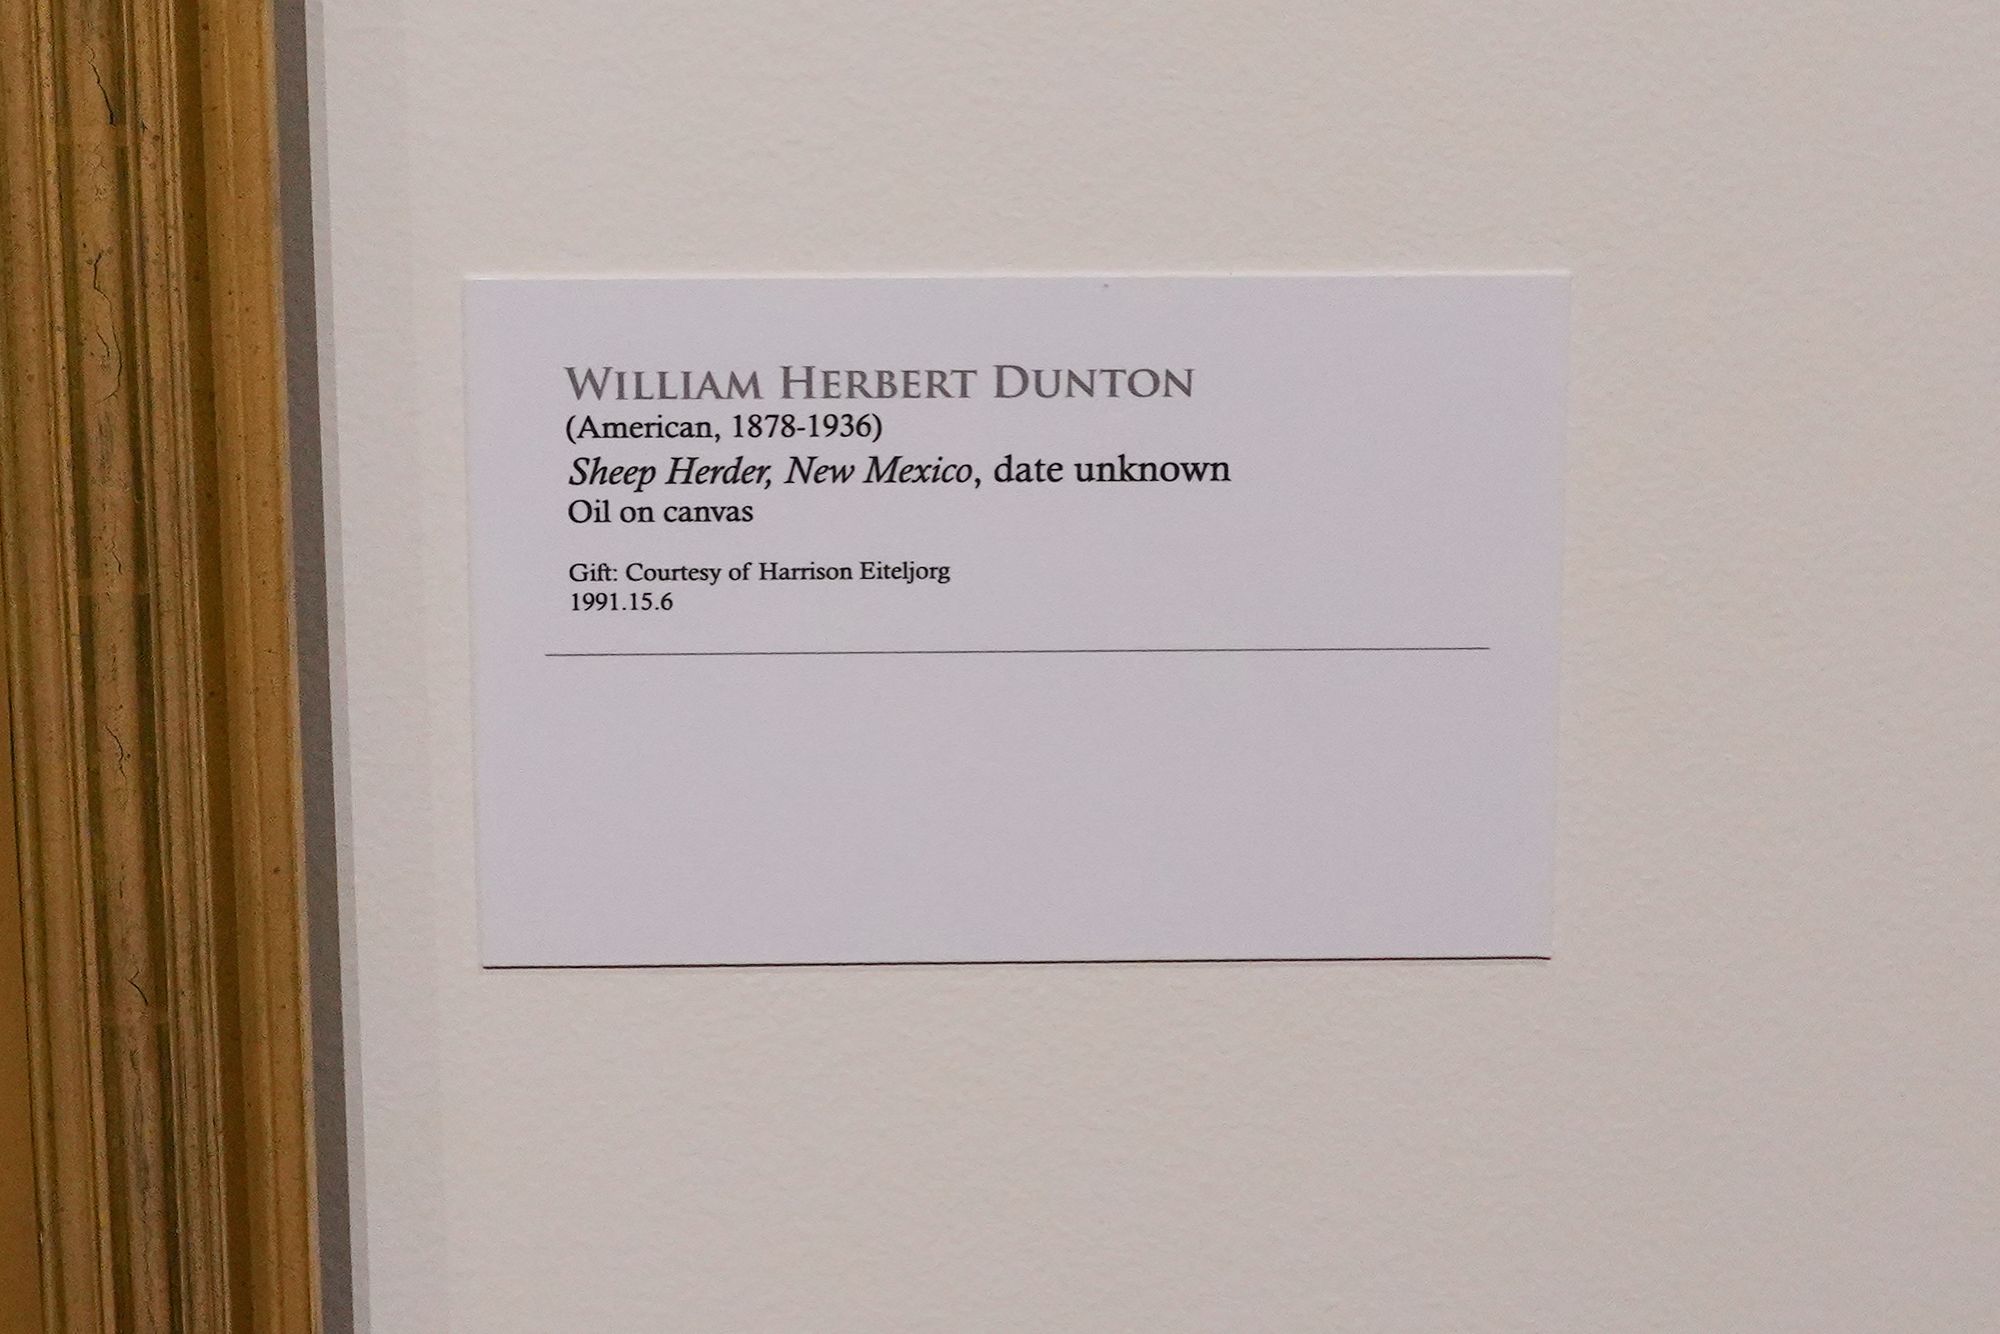 WILLIAM HERBERT DUNTON
(American, 1878-1936)
Sheep Herder, New Mexico, date unknown
Oil on canvas
Gift: Courtesy of Harrison Eiteljorg
1991.15.6